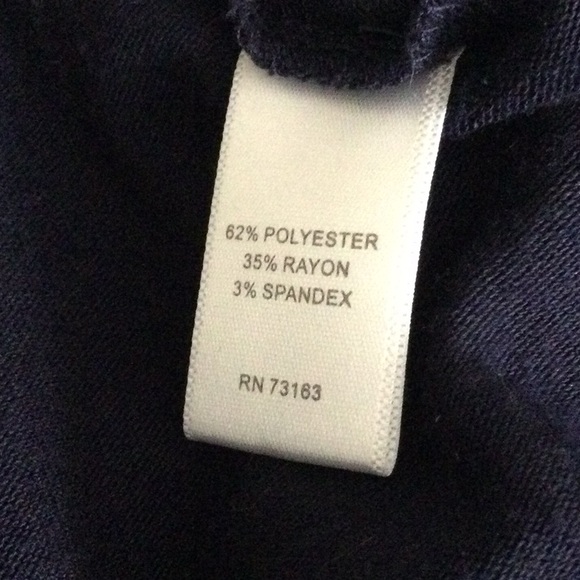 62% POLYESTER
35% RAYON
3% SPANDEX
RN 73163